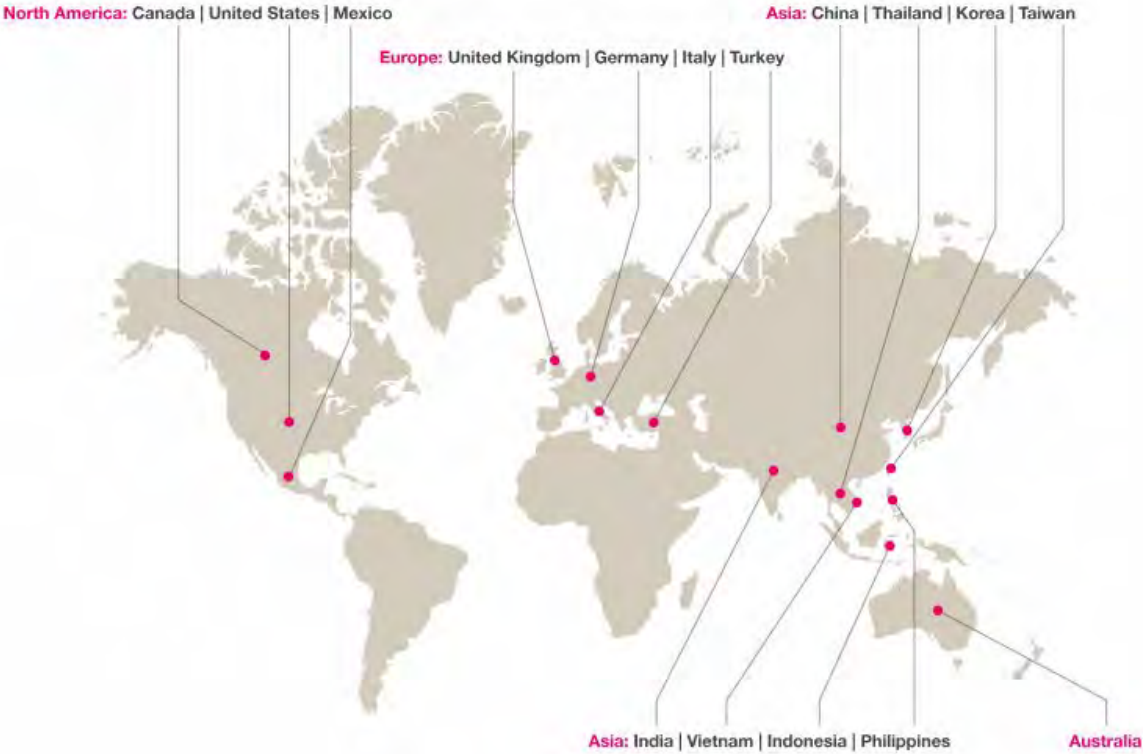 North America: Canada | United States | Mexico
Asia: China | Thailand | Korea | Taiwan
Europe: United Kingdom | Germany | Italy | Turkey
Asia: India | Vietnam | Indonesia | Philippines
Australia